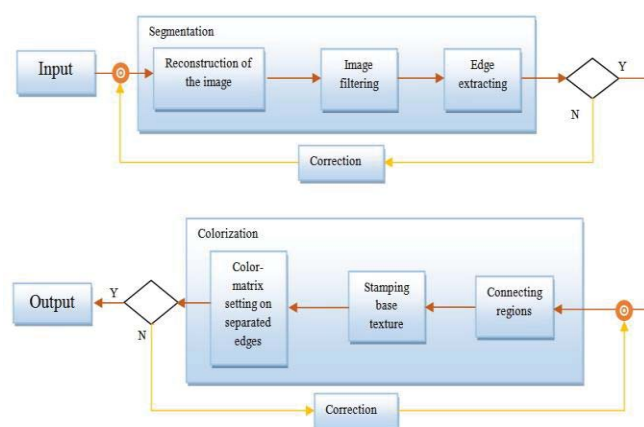 Segmentation
Input
Reconstruction of
the image
Image
filtering
Edge
extracting
Y
N
Correction
Colorization
Output
Y
N
Color-
matrix
setting on
separated
edges
Stamping
base
texture
Connecting
regions
Correction